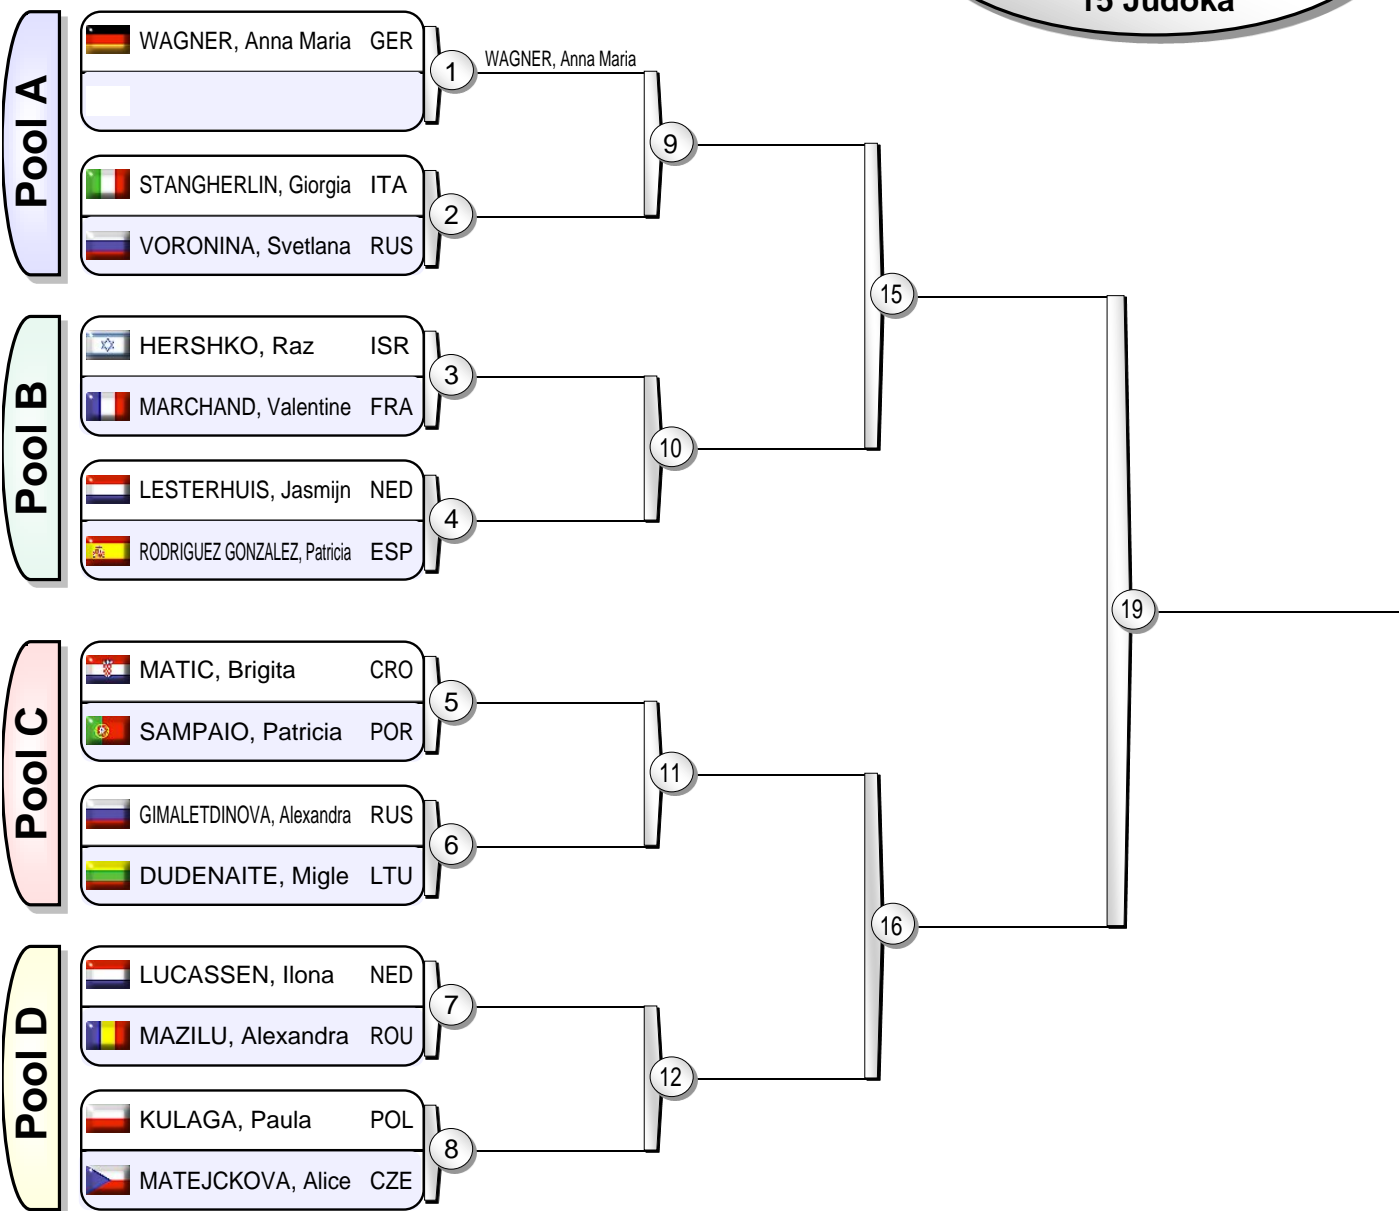 15 Judoka
Pool A
WAGNER, Anna Maria GER
1
WAGNER, Anna Maria
STANGHERLIN, Giorgia ITA
2
VORONINA, Svetlana RUS
9
Pool B
HERSHKO, Raz ISR
3
MARCHAND, Valentine FRA
LESTERHUIS, Jasmijn NED
4
RODRIGUEZ GONZALEZ, Patricia ESP
10
15
Pool C
MATIC, Brigita CRO
5
SAMPAIO, Patricia POR
GIMALETDINOVA, Alexandra RUS
6
DUDENAITE, Migle LTU
11
Pool D
LUCASSEN, Ilona NED
7
MAZILU, Alexandra ROU
KULAGA, Paula POL
8
MATEJCKOVA, Alice CZE
12
16
19